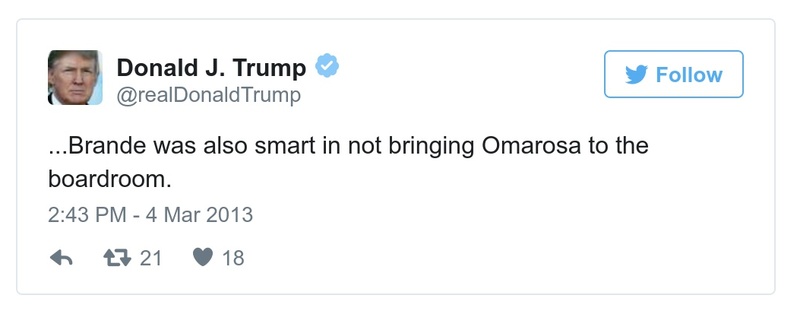 Donald J. Trump
@realDonaldTrump
Follow
...Brande was also smart in not bringing Omarosa to the
boardroom.
2:43 PM - 4 Mar 2013
21 18